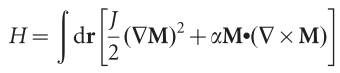 H = ∫ dr [ J/2 (∇M)² + αM•(∇ × M) ]